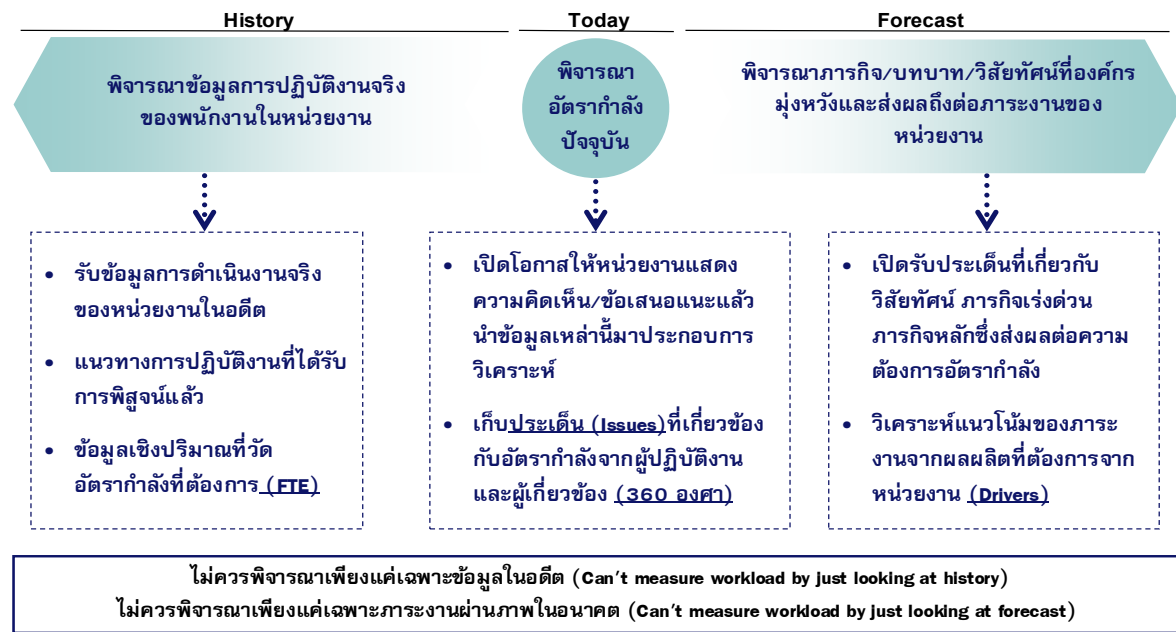 History
Today
Forecast
พิจารณาข้อมูลการปฏิบัติงานจริง
ของพนักงานในหน่วยงาน
พิจารณา
อัตรากำลัง
ปัจจุบัน
พิจารณาภารกิจ/บทบาท/วิสัยทัศน์ที่องค์กร
มุ่งหวังและส่งผลถึงต่อภาระงานของ
หน่วยงาน
• รับข้อมูลการดำเนินงานจริง
ของหน่วยงานในอดีต
• แนวทางการปฏิบัติงานที่ได้รับ
การพิสูจน์แล้ว
• ข้อมูลเชิงปริมาณที่วัด
อัตรากำลังที่ต้องการ (FTE)
• เปิดโอกาสให้หน่วยงานแสดง
ความคิดเห็น/ข้อเสนอแนะแล้ว
นำข้อมูลเหล่านี้มาประกอบการ
วิเคราะห์
• เก็บประเด็น (Issues)ที่เกี่ยวข้อง
กับอัตรากำลังจากผู้ปฏิบัติงาน
และผู้เกี่ยวข้อง (360 องศา)
• เปิดรับประเด็นที่เกี่ยวกับ
วิสัยทัศน์ ภารกิจเร่งด่วน
ภารกิจหลักซึ่งส่งผลต่อความ
ต้องการอัตรากำลัง
• วิเคราะห์แนวโน้มของภาระ
งานจากผลผลิตที่ต้องการจาก
หน่วยงาน (Drivers)
ไม่ควรพิจารณาเพียงแค่เฉพาะข้อมูลในอดีต (Can't measure workload by just looking at history)
ไม่ควรพิจารณาเพียงแค่เฉพาะภาระงานผ่านภาพในอนาคต (Can't measure workload by just looking at forecast)